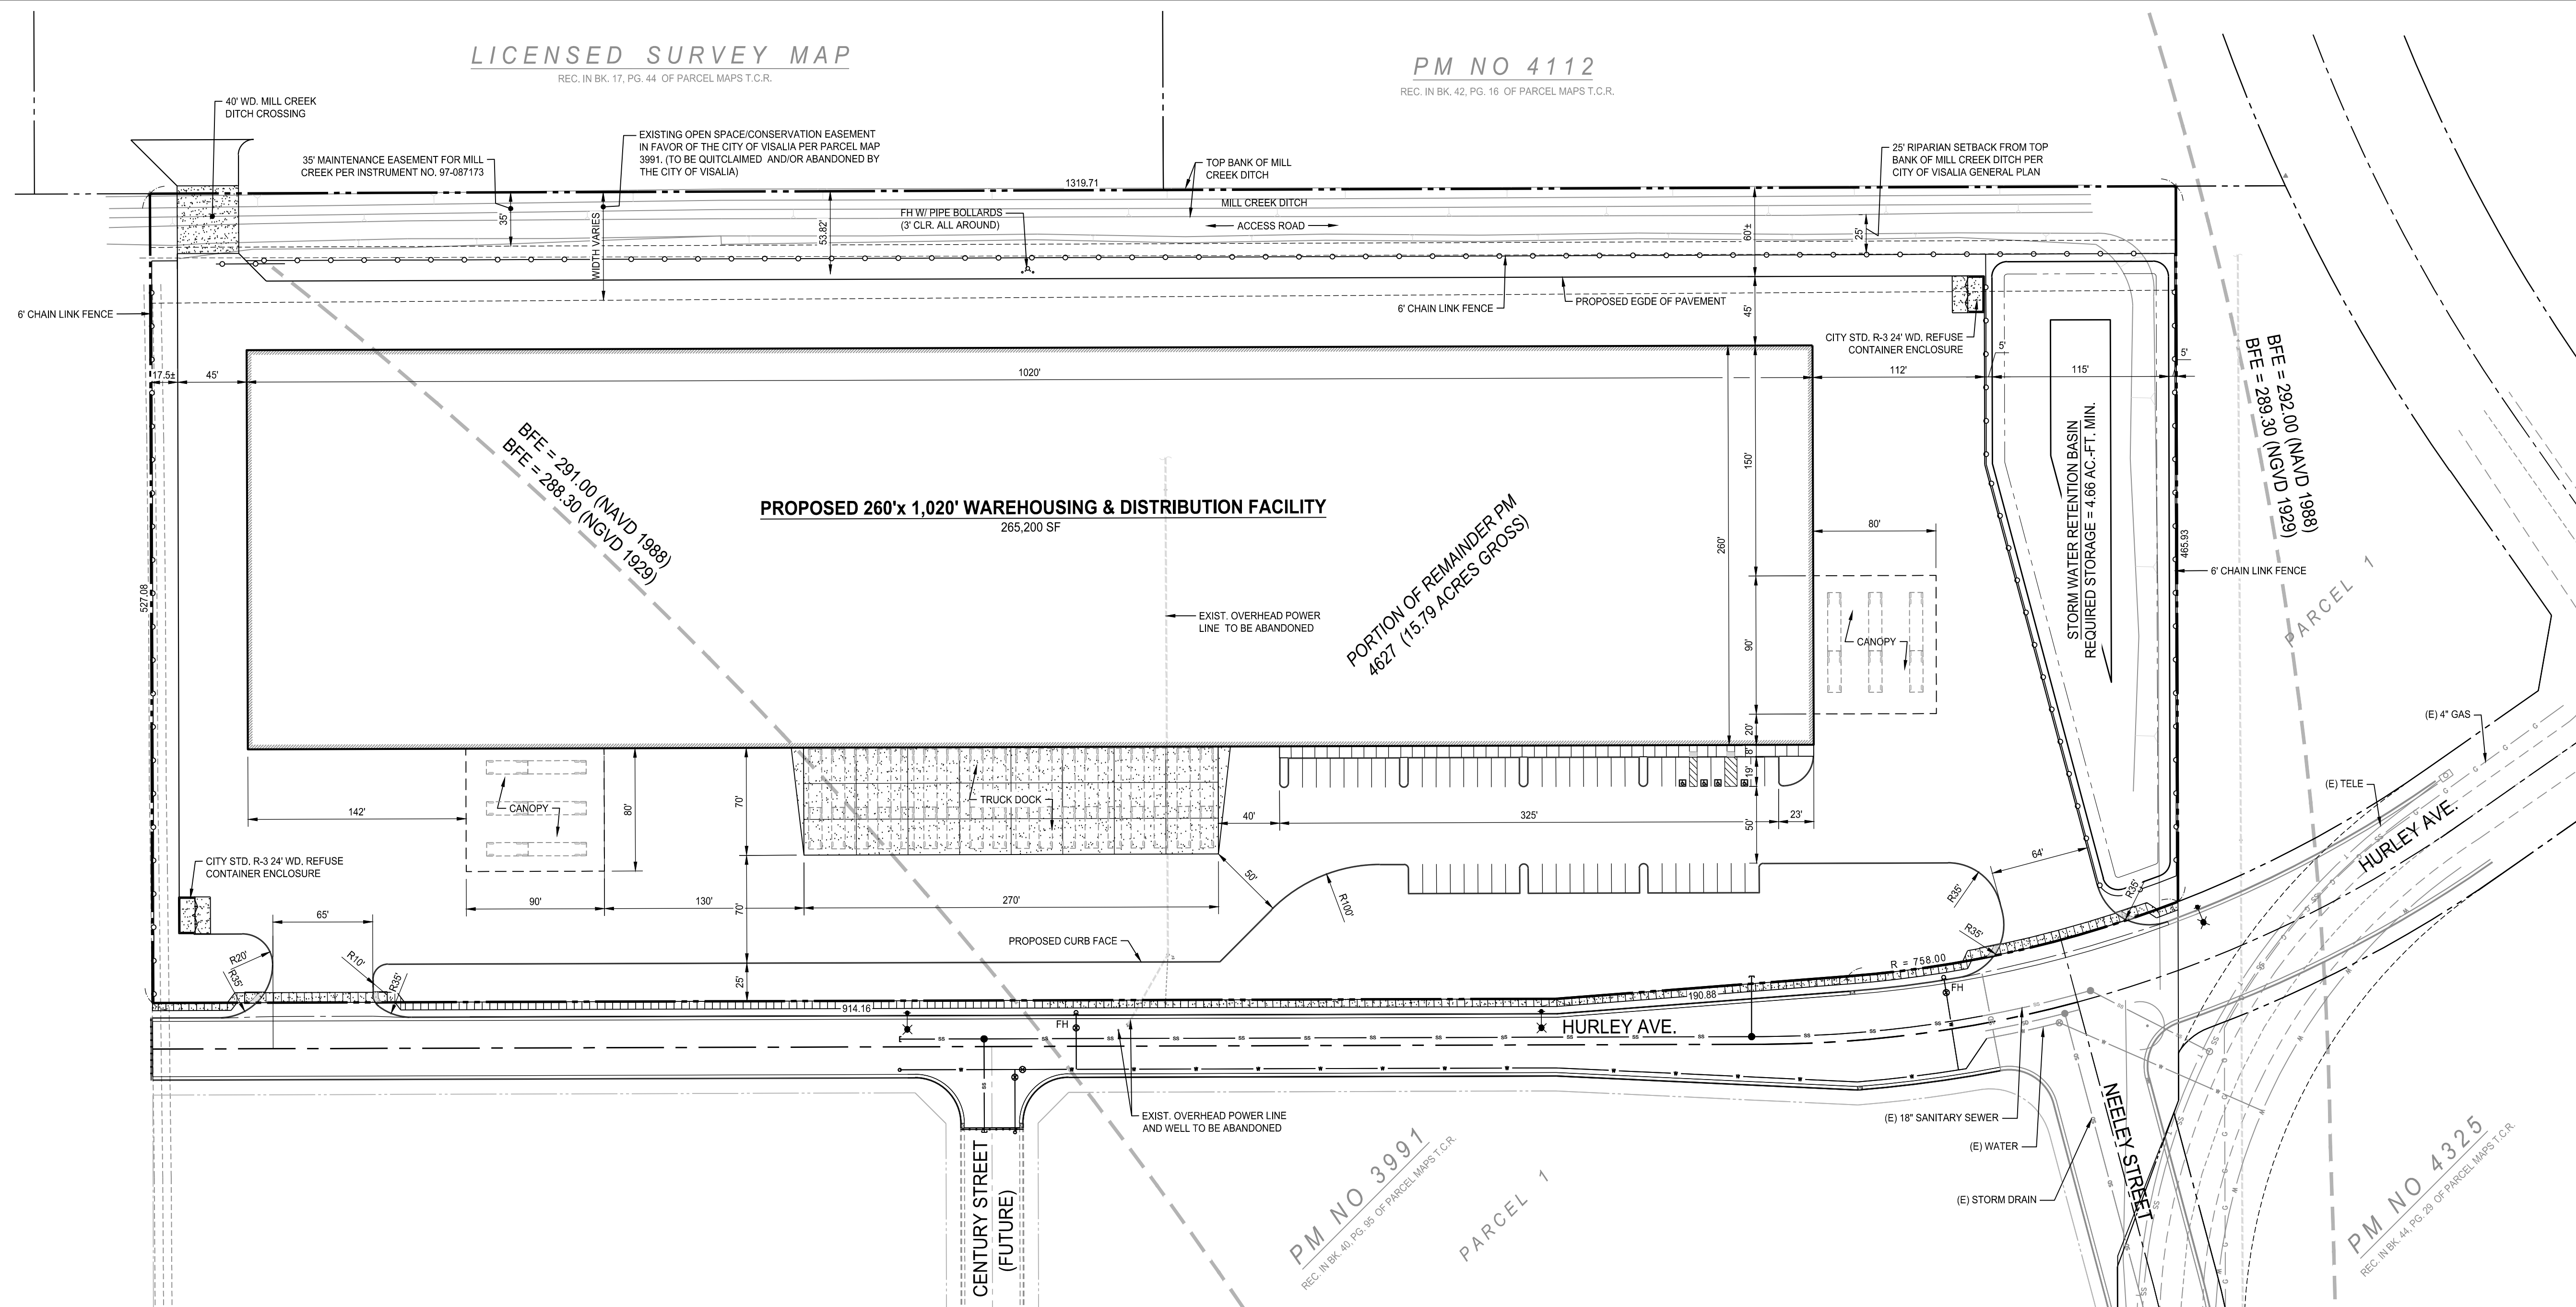 LICENSED SURVEY MAP
REC. IN BK. 17, PG. 44 OF PARCEL MAPS T.C.R.
PM NO 4112
REC. IN BK. 42, PG. 16 OF PARCEL MAPS T.C.R.
40' WD. MILL CREEK
DITCH CROSSING
35' MAINTENANCE EASEMENT FOR MILL
CREEK PER INSTRUMENT NO. 97-087173
EXISTING OPEN SPACE/CONSERVATION EASEMENT
IN FAVOR OF THE CITY OF VISALIA PER PARCEL MAP
3991. (TO BE QUITCLAIMED AND/OR ABANDONED BY
THE CITY OF VISALIA)
TOP BANK OF MILL
CREEK DITCH
25' RIPARIAN SETBACK FROM TOP
BANK OF MILL CREEK DITCH PER
CITY OF VISALIA GENERAL PLAN
1319.71
MILL CREEK DITCH
ACCESS ROAD
FH W/ PIPE BOLLARDS
(3' CLR. ALL AROUND)
35'
WIDTH VARIES
53.82'
60'±
25'
6' CHAIN LINK FENCE
6' CHAIN LINK FENCE
PROPOSED EGDE OF PAVEMENT
45'
CITY STD. R-3 24' WD. REFUSE
CONTAINER ENCLOSURE
5'
5'
17.5±
45'
1020'
112'
115'
BFE = 292.00 (NAVD 1988)
BFE = 289.30 (NGVD 1929)
BFE = 291.00 (NAVD 1988)
BFE = 288.30 (NGVD 1929)
PROPOSED 260'x 1,020' WAREHOUSING & DISTRIBUTION FACILITY
265,200 SF
PORTION OF REMAINDER PM
4627 (15.79 ACRES GROSS)
150'
260'
80'
STORM WATER RETENTION BASIN
REQUIRED STORAGE = 4.66 AC.-FT. MIN.
465.93
6' CHAIN LINK FENCE
PARCEL 1
527.08
EXIST. OVERHEAD POWER
LINE TO BE ABANDONED
90'
CANOPY
20'
8'
19'
50'
(E) 4" GAS
(E) TELE
HURLEY AVE.
142'
CANOPY
80'
70'
TRUCK DOCK
40'
325'
23'
CITY STD. R-3 24' WD. REFUSE
CONTAINER ENCLOSURE
65'
90'
130'
70'
270'
50'
R100'
64'
R35'
R35'
R35'
R20'
R35'
R10'
R35'
PROPOSED CURB FACE
25'
914.16
190.88
R = 758.00
FH
FH
HURLEY AVE.
EXIST. OVERHEAD POWER LINE
AND WELL TO BE ABANDONED
(E) 18" SANITARY SEWER
(E) WATER
(E) STORM DRAIN
CENTURY STREET
(FUTURE)
NEELEY STREET
PM NO 3991
REC. IN BK. 40, PG. 95 OF PARCEL MAPS T.C.R.
PARCEL 1
PM NO 4325
REC. IN BK. 44, PG. 29 OF PARCEL MAPS T.C.R.